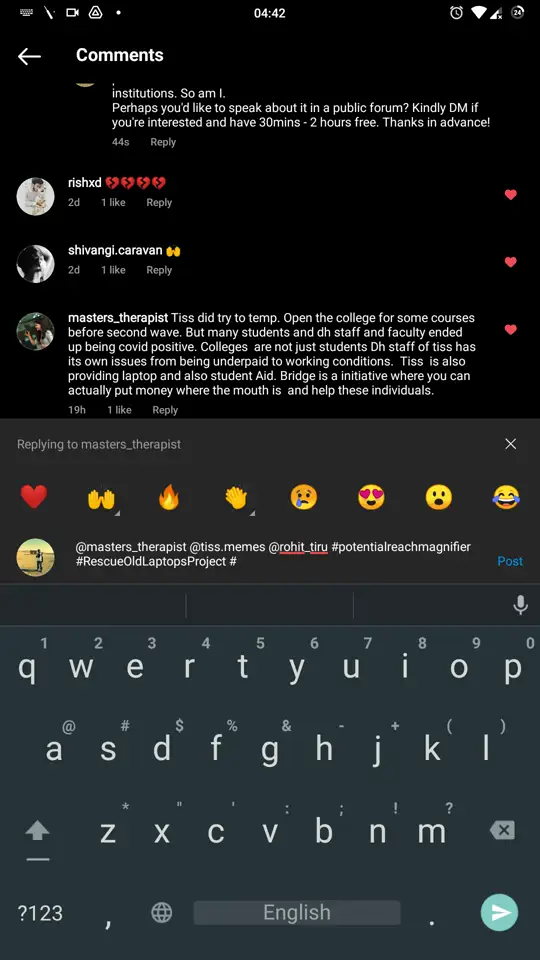 04:42
24
Comments
institutions. So am I.
Perhaps you'd like to speak about it in a public forum? Kindly DM if
you're interested and have 30mins - 2 hours free. Thanks in advance!
44s Reply
rishxd 💔💔💔💔
2d 1 like Reply
shivangi.caravan 🙌
2d 1 like Reply
masters_therapist Tiss did try to temp. Open the college for some courses
before second wave. But many students and dh staff and faculty ended
up being covid positive. Colleges are not just students Dh staff of tiss has
its own issues from being underpaid to working conditions. Tiss is also
providing laptop and also student Aid. Bridge is a initiative where you can
actually put money where the mouth is and help these individuals.
19h 1 like Reply
Replying to masters_therapist
@masters_therapist @tiss.memes @rohit_tiru #potentialreachmagnifier
#RescueOldLaptopsProject #
Post
1 2 3 4 5 6 7 8 9 0
q w e r t y u i o p
@ # $ % & - + ( )
a s d f g h j k l
* " ' : ; ! ?
z x c v b n m
?123 , English .